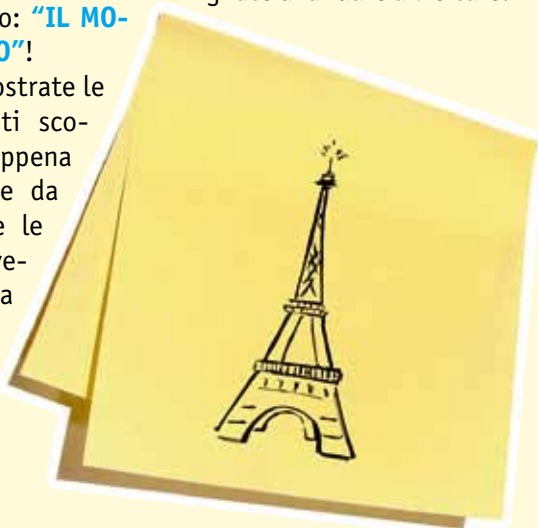 o: "IL MO-
O"!
ostrate le
ti sco-
ppena
e da
e le
ve-
a